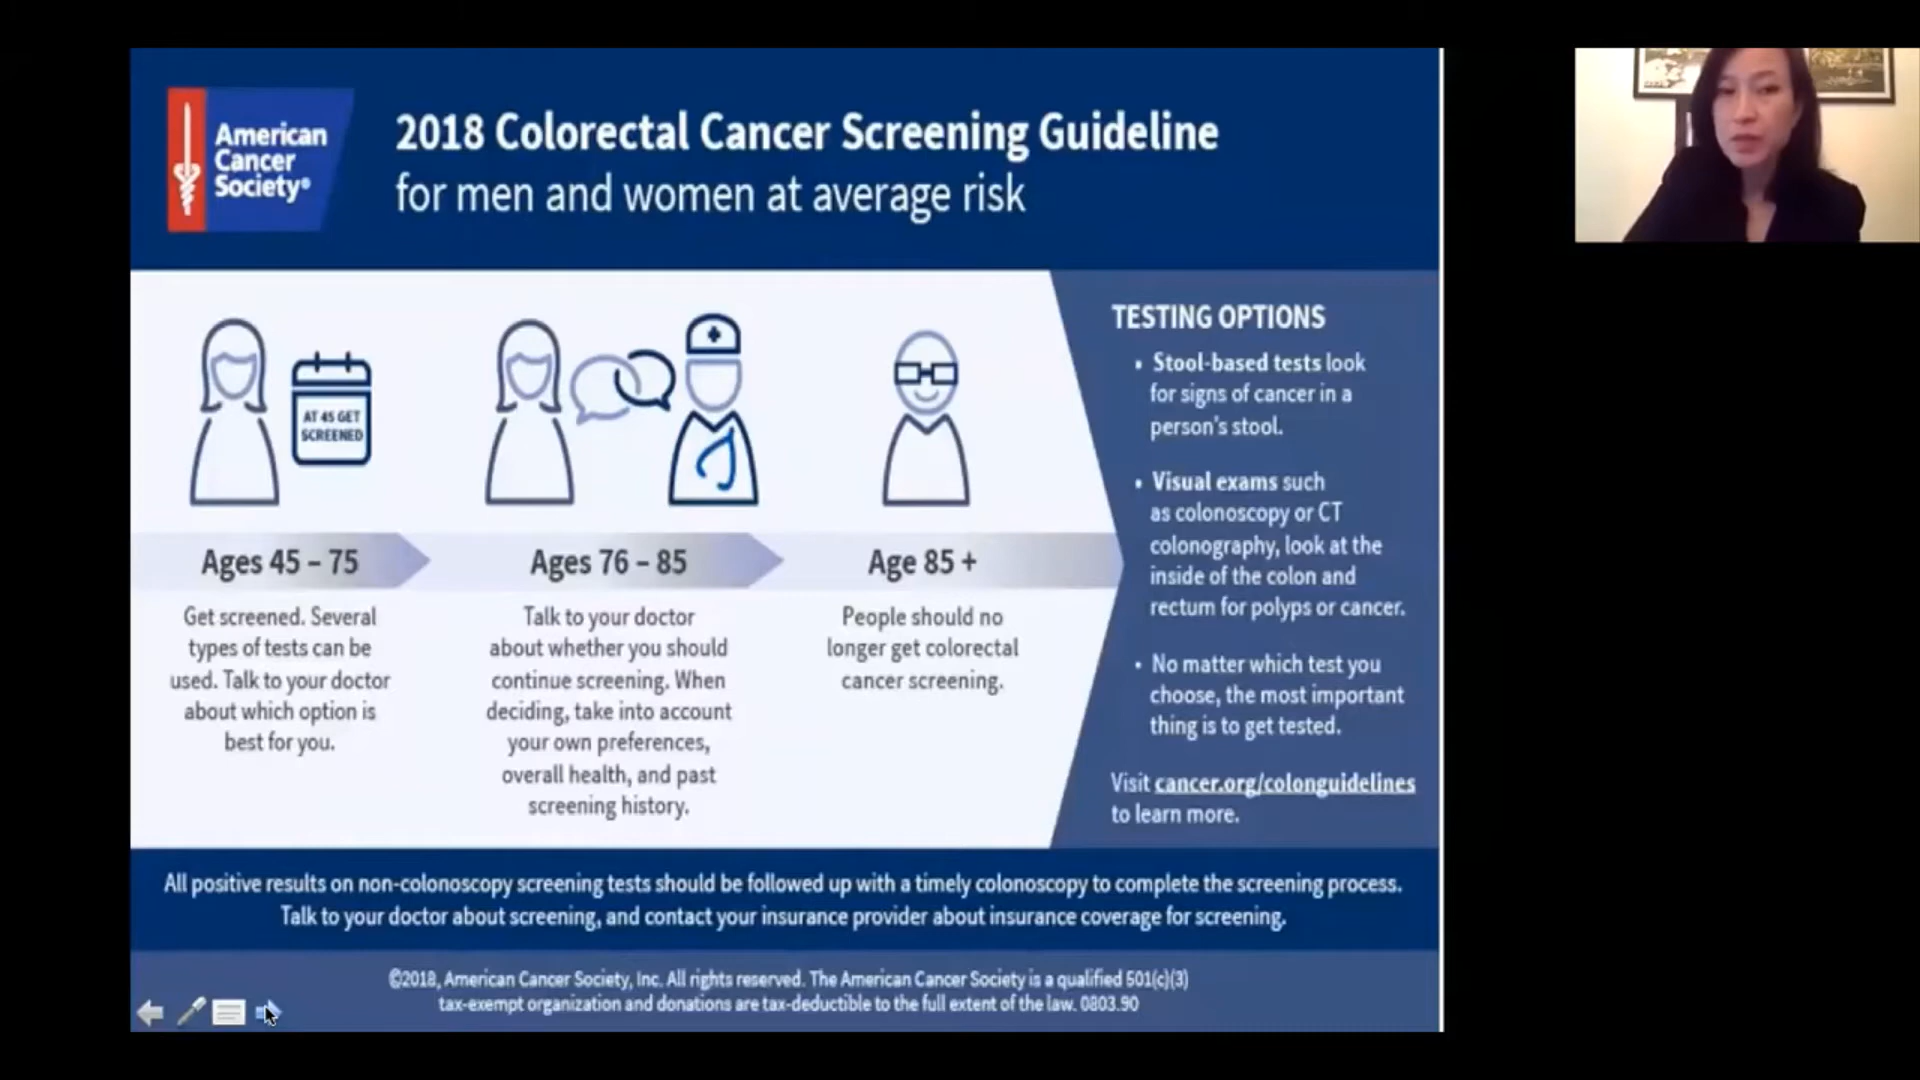 American
Cancer
Society®
2018 Colorectal Cancer Screening Guideline
for men and women at average risk
AT 45 GET
SCREENED
Ages 45 – 75
Get screened. Several
types of tests can be
used. Talk to your doctor
about which option is
best for you.
Ages 76 – 85
Talk to your doctor
about whether you should
continue screening. When
deciding, take into account
your own preferences,
overall health, and past
screening history.
Age 85 +
People should no
longer get colorectal
cancer screening.
TESTING OPTIONS
• Stool-based tests look
for signs of cancer in a
person's stool.
• Visual exams such
as colonoscopy or CT
colonography, look at the
inside of the colon and
rectum for polyps or cancer.
• No matter which test you
choose, the most important
thing is to get tested.
Visit cancer.org/colonguidelines
to learn more.
All positive results on non-colonoscopy screening tests should be followed up with a timely colonoscopy to complete the screening process.
Talk to your doctor about screening, and contact your insurance provider about insurance coverage for screening.
©2018, American Cancer Society, Inc. All rights reserved. The American Cancer Society is a qualified 501(c)(3)
tax-exempt organization and donations are tax-deductible to the full extent of the law. 0803.90